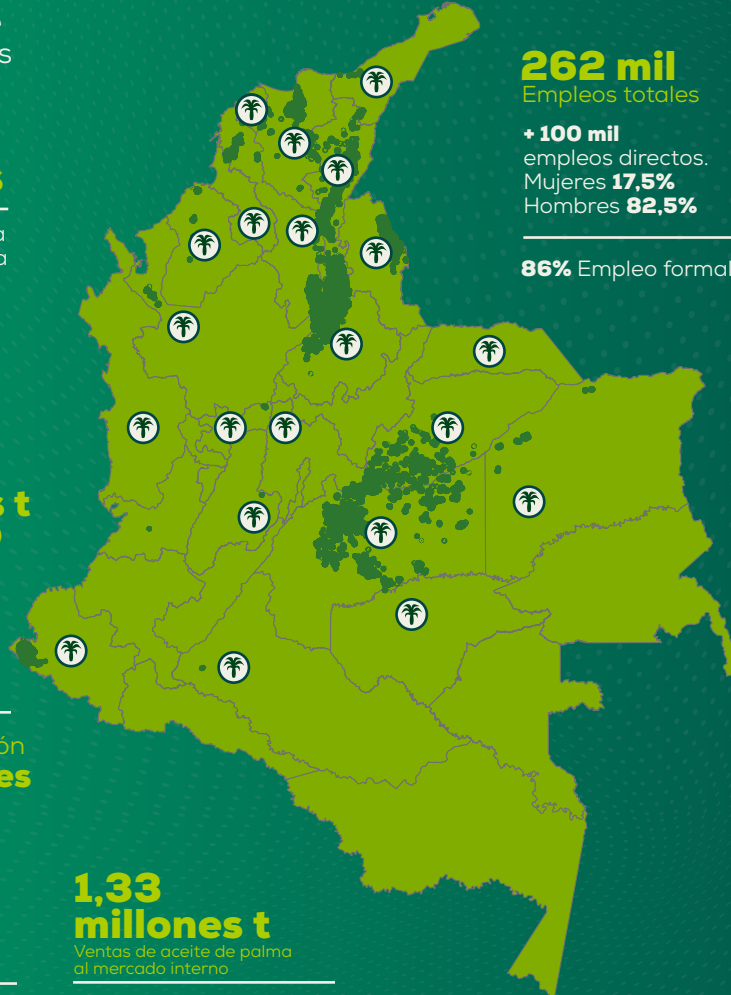 262 mil
Empleos totales
+ 100 mil
empleos directos.
Mujeres 17,5%
Hombres 82,5%
86% Empleo formal
1,33
millones t
Ventas de aceite de palma
al mercado interno